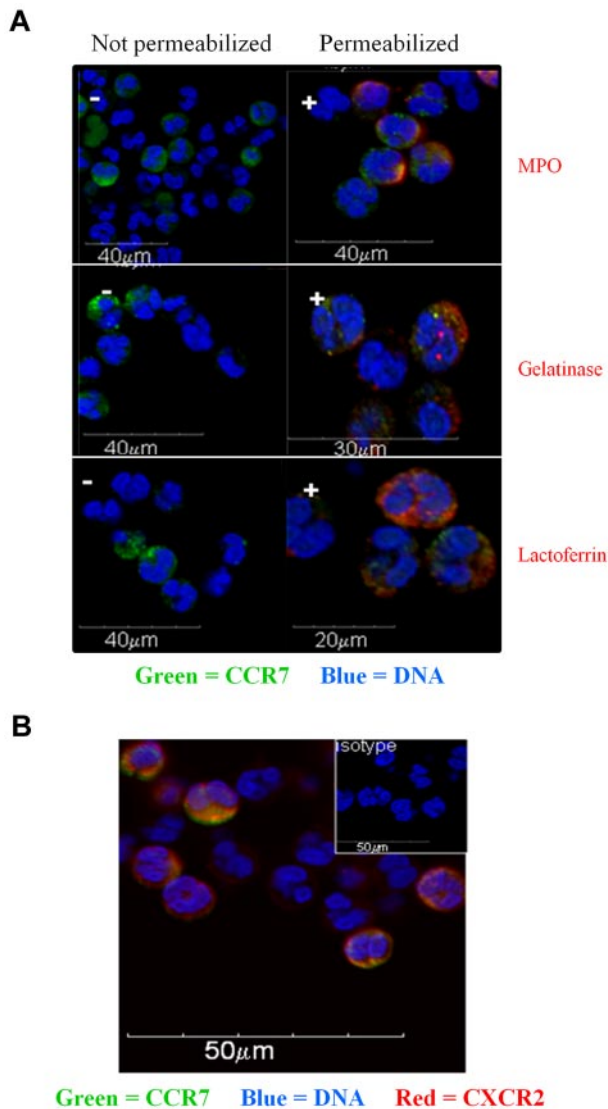 A
Not permeabilized Permeabilized
- +
MPO
40µm 40µm
- +
Gelatinase
40µm 30µm
- +
Lactoferrin
40µm 20µm
Green = CCR7 Blue = DNA
B
isotype
50µm
50µm
Green = CCR7 Blue = DNA Red = CXCR2